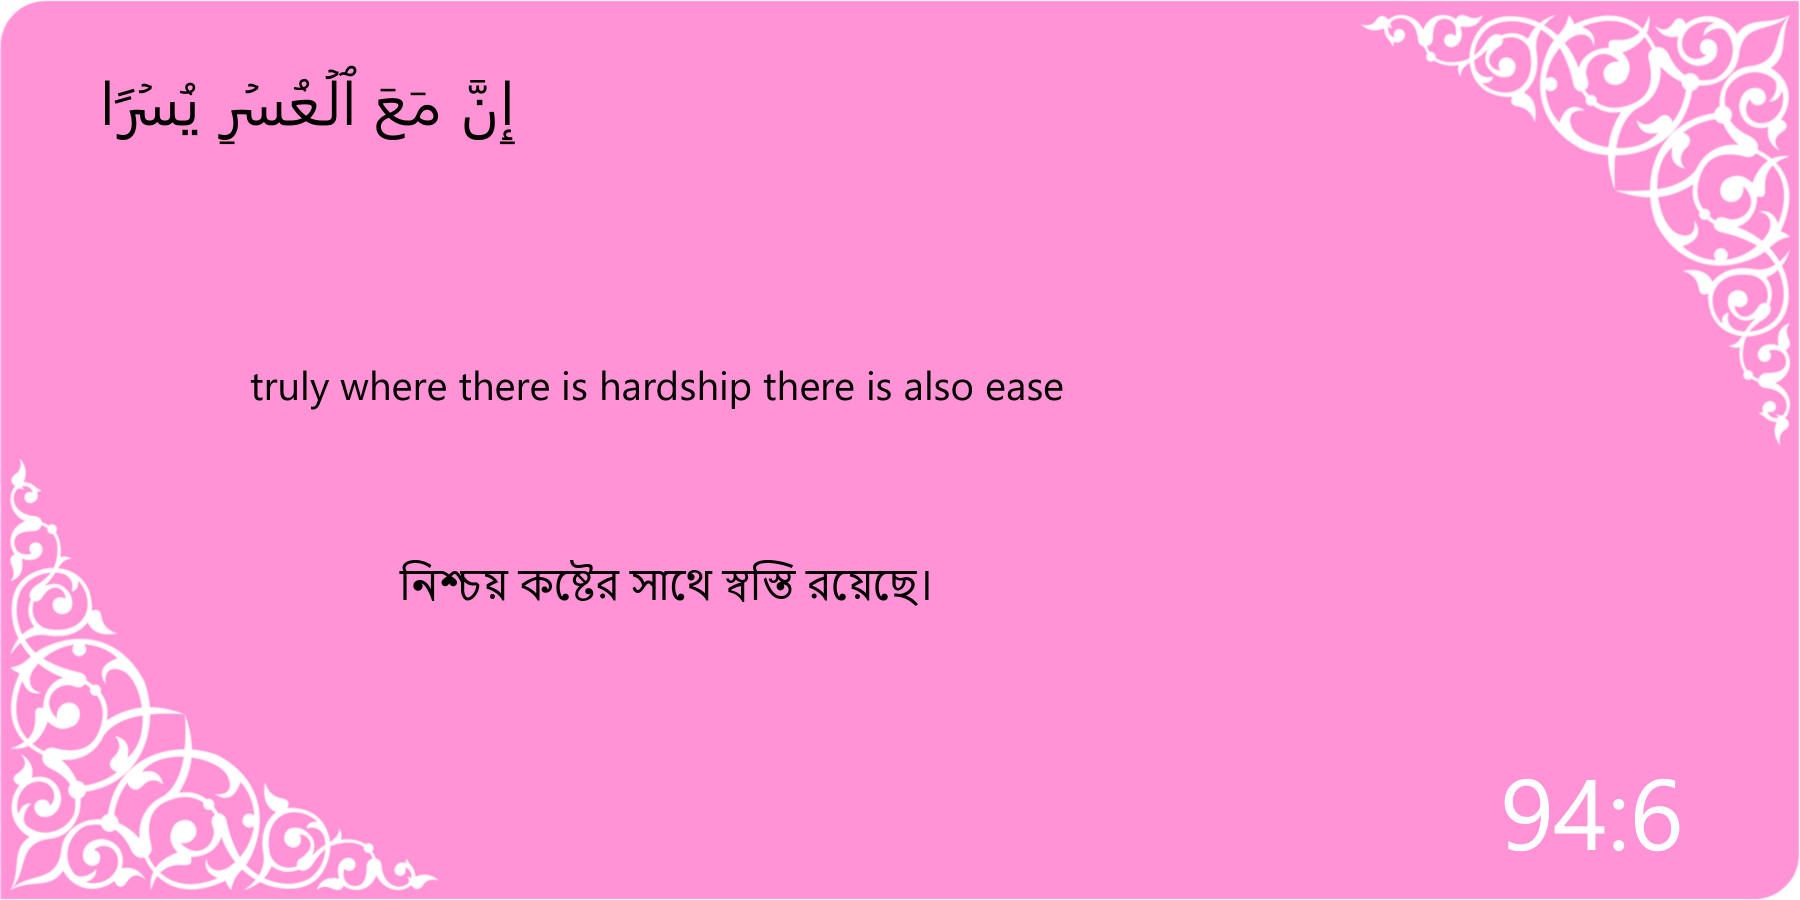 إِنَّ مَعَ ٱلْعُسْرِ يُسْرًا
truly where there is hardship there is also ease
নিশ্চয় কষ্টের সাথে স্বস্তি রয়েছে।
94:6